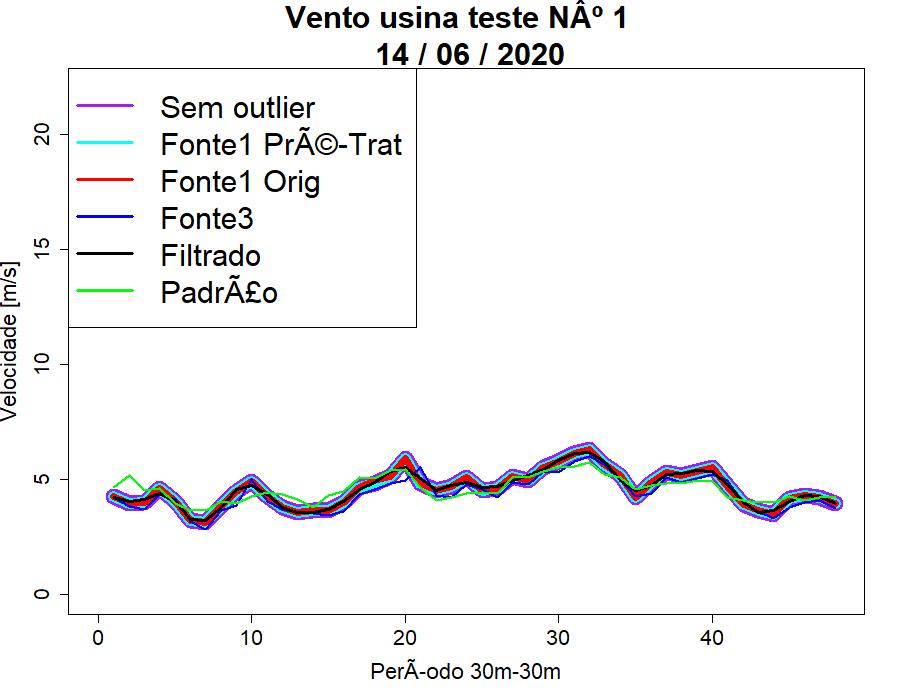 Vento usina teste NÂº 1
14 / 06 / 2020
Sem outlier
Fonte1 PrÃ©-Trat
Fonte1 Orig
Fonte3
Filtrado
PadrÃ£o
Velocidade [m/s]
20
15
10
5
0
0 10 20 30 40
PerÃ-odo 30m-30m